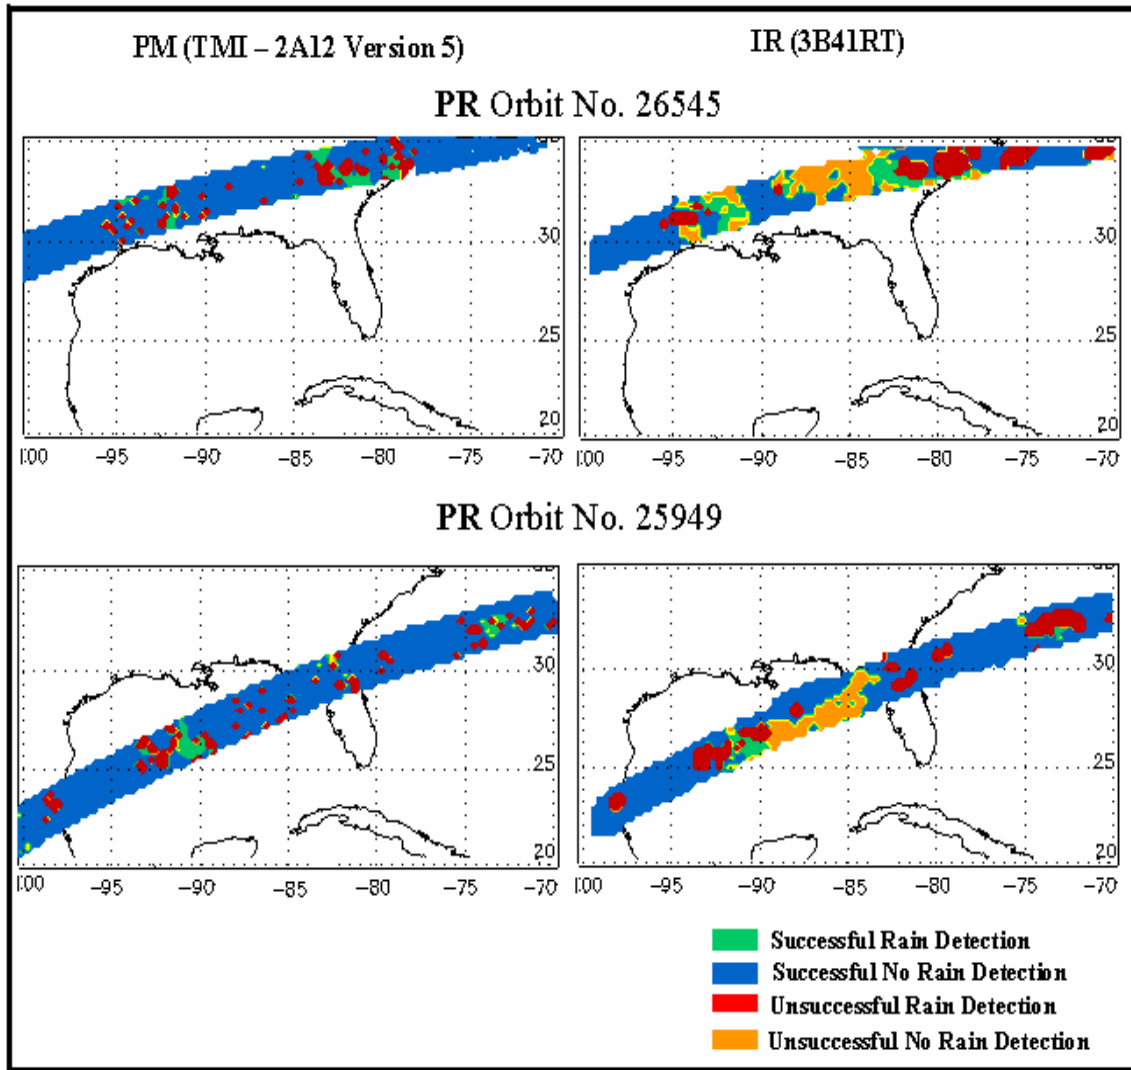 PM (TMI – 2A12 Version 5) IR (3B41RT)
PR Orbit No. 26545
30 30
25 25
20 20
100 −95 −90 −85 −80 −75 −70 100 −95 −90 −85 −80 −75 −70
PR Orbit No. 25949
30 30
25 25
20 20
100 −95 −90 −85 −80 −75 −70 100 −95 −90 −85 −80 −75 −70
Successful Rain Detection
Successful No Rain Detection
Unsuccessful Rain Detection
Unsuccessful No Rain Detection